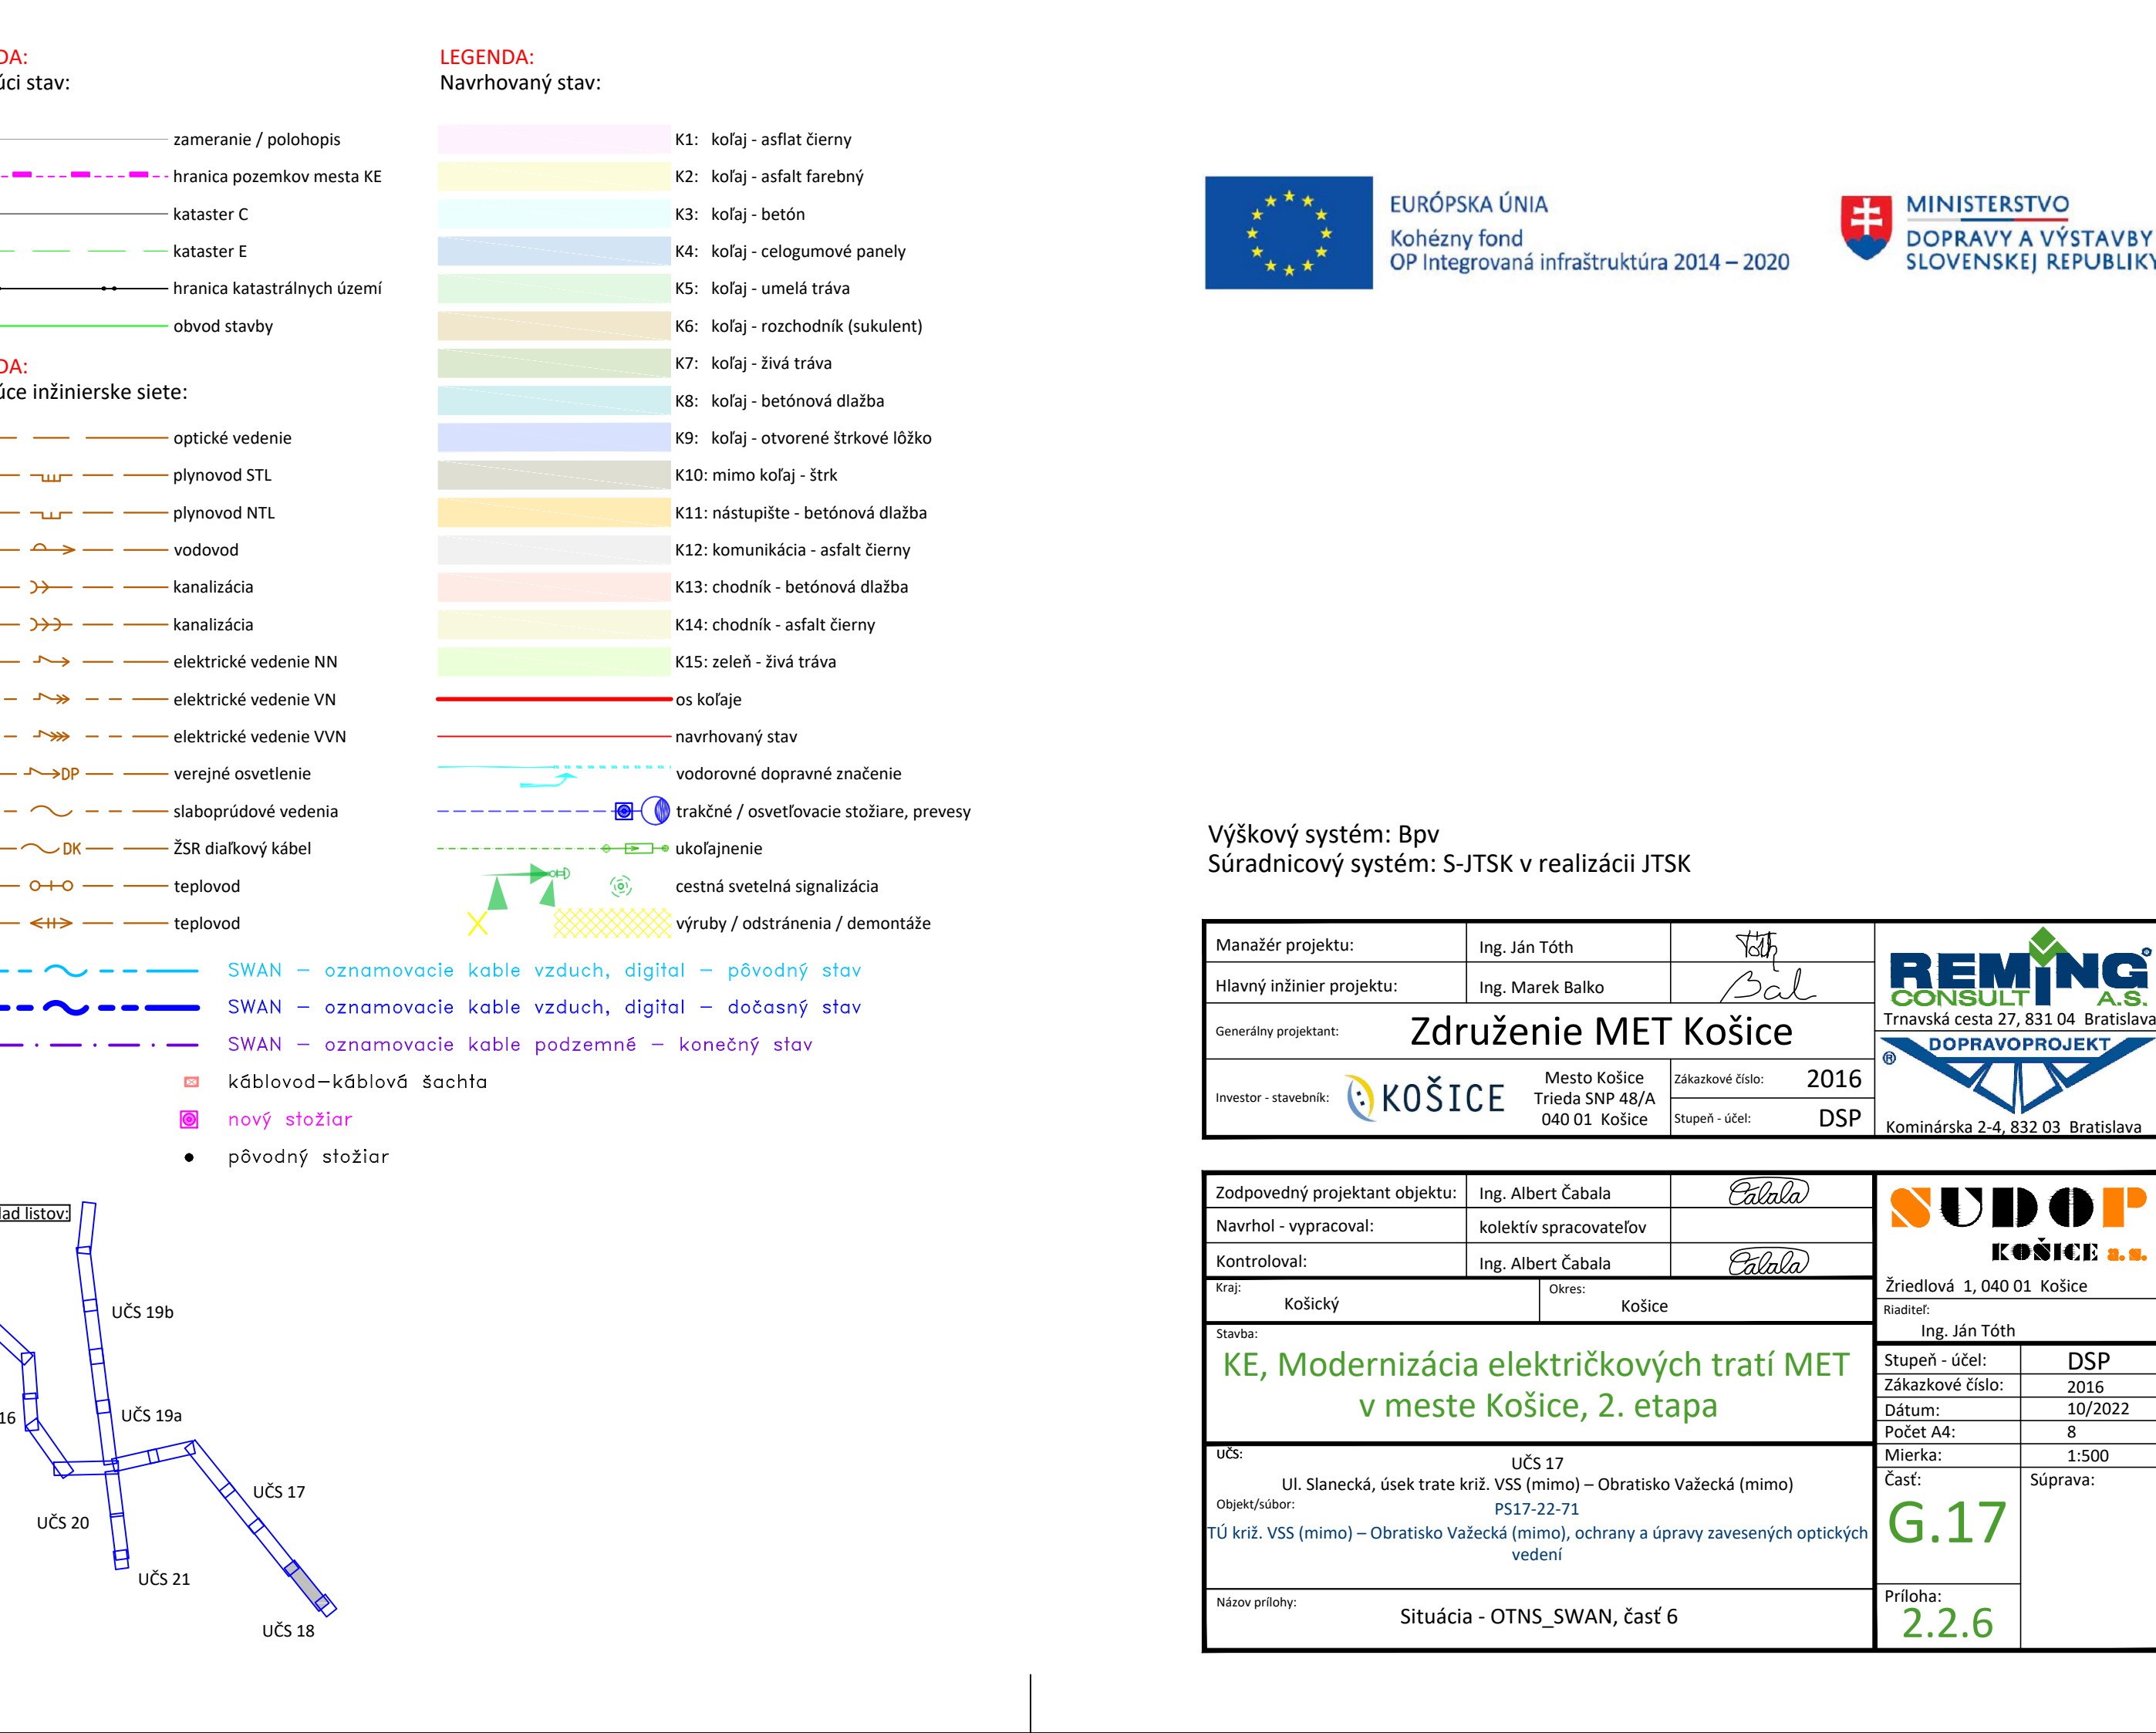 DA:
úci stav:
zameranie / polohopis
hranica pozemkov mesta KE
kataster C
kataster E
hranica katastrálnych území
obvod stavby
DA:
úce inžinierske siete:
optické vedenie
plynovod STL
plynovod NTL
vodovod
kanalizácia
kanalizácia
elektrické vedenie NN
elektrické vedenie VN
elektrické vedenie VVN
DP verejné osvetlenie
slaboprúdové vedenia
DK ŽSR diaľkový kábel
teplovod
teplovod
LEGENDA:
Navrhovaný stav:
K1: koľaj - asflat čierny
K2: koľaj - asfalt farebný
K3: koľaj - betón
K4: koľaj - celogumové panely
K5: koľaj - umelá tráva
K6: koľaj - rozchodník (sukulent)
K7: koľaj - živá tráva
K8: koľaj - betónová dlažba
K9: koľaj - otvorené štrkové lôžko
K10: mimo koľaj - štrk
K11: nástupište - betónová dlažba
K12: komunikácia - asfalt čierny
K13: chodník - betónová dlažba
K14: chodník - asfalt čierny
K15: zeleň - živá tráva
os koľaje
navrhovaný stav
vodorovné dopravné značenie
trakčné / osvetľovacie stožiare, prevesy
ukoľajnenie
cestná svetelná signalizácia
výruby / odstránenia / demontáže
SWAN – oznamovacie kable vzduch, digital – pôvodný stav
SWAN – oznamovacie kable vzduch, digital – dočasný stav
SWAN – oznamovacie kable podzemné – konečný stav
káblovod–káblová šachta
nový stožiar
pôvodný stožiar
lad listov:
UČS 19b
16
UČS 19a
UČS 17
UČS 20
UČS 21
UČS 18
EURÓPSKA ÚNIA
Kohézny fond
OP Integrovaná infraštruktúra 2014 – 2020
MINISTERSTVO
DOPRAVY A VÝSTAVBY
SLOVENSKEJ REPUBLIKY
Výškový systém: Bpv
Súradnicový systém: S-JTSK v realizácii JTSK
Manažér projektu: Ing. Ján Tóth Tóth
Hlavný inžinier projektu: Ing. Marek Balko Bal
Generálny projektant: Združenie MET Košice
Investor - stavebník: KOŠICE
Mesto Košice
Trieda SNP 48/A
040 01 Košice
Zákazkové číslo: 2016
Stupeň - účel: DSP
REMING
CONSULT A.S.
Trnavská cesta 27, 831 04 Bratislava
DOPRAVOPROJEKT
®
Kominárska 2-4, 832 03 Bratislava
Zodpovedný projektant objektu: Ing. Albert Čabala Čabala
Navrhol - vypracoval: kolektív spracovateľov
Kontroloval: Ing. Albert Čabala Čabala
Kraj: Košický
Okres: Košice
Stavba:
KE, Modernizácia električkových tratí MET
v meste Košice, 2. etapa
UČS:
UČS 17
Ul. Slanecká, úsek trate križ. VSS (mimo) – Obratisko Važecká (mimo)
Objekt/súbor: PS17-22-71
TÚ križ. VSS (mimo) – Obratisko Važecká (mimo), ochrany a úpravy zavesených optických
vedení
Názov prílohy: Situácia - OTNS_SWAN, časť 6
SUDOP
KOŠICE a.s.
Žriedlová 1, 040 01 Košice
Riaditeľ:
Ing. Ján Tóth
Stupeň - účel: DSP
Zákazkové číslo: 2016
Dátum: 10/2022
Počet A4: 8
Mierka: 1:500
Časť: Súprava:
G.17
Príloha:
2.2.6